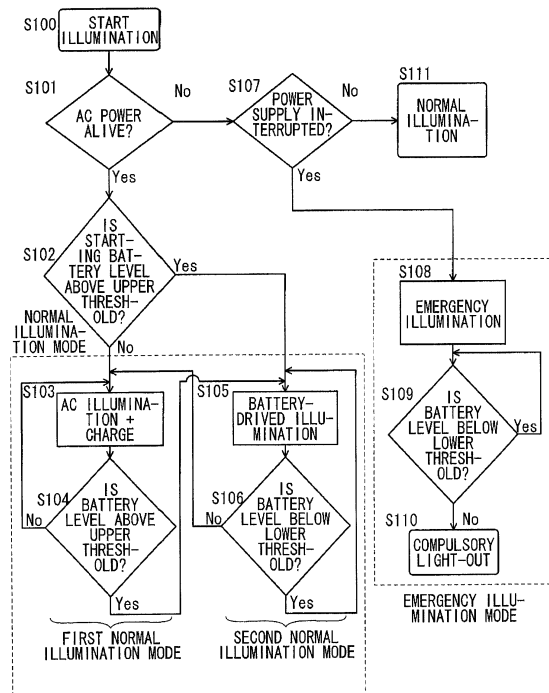 S100
START
ILLUMINATION
S101
AC POWER
ALIVE?
No
Yes
S107
POWER
SUPPLY IN-
TERRUPTED?
No
Yes
S111
NORMAL
ILLUMINA-
TION
S102
IS
START-
ING BAT-
TERY LEVEL
ABOVE UPPER
THRESH-
OLD?
Yes
No
NORMAL
ILLUMINA-
TION MODE
S108
EMERGENCY
ILLUMINATION
S109
IS
BATTERY
LEVEL BELOW
LOWER
THRESH-
OLD?
Yes
No
S110
COMPULSORY
LIGHT-OUT
EMERGENCY ILLU-
MINATION MODE
S103
AC ILLUMINA-
TION +
CHARGE
S105
BATTERY-
DRIVED ILLU-
MINATION
S104
IS
BATTERY
LEVEL ABOVE
UPPER
THRESH-
OLD?
No
Yes
S106
IS
BATTERY
LEVEL BELOW
LOWER
THRESH-
OLD?
No
Yes
FIRST NORMAL
ILLUMINATION MODE
SECOND NORMAL
ILLUMINATION MODE